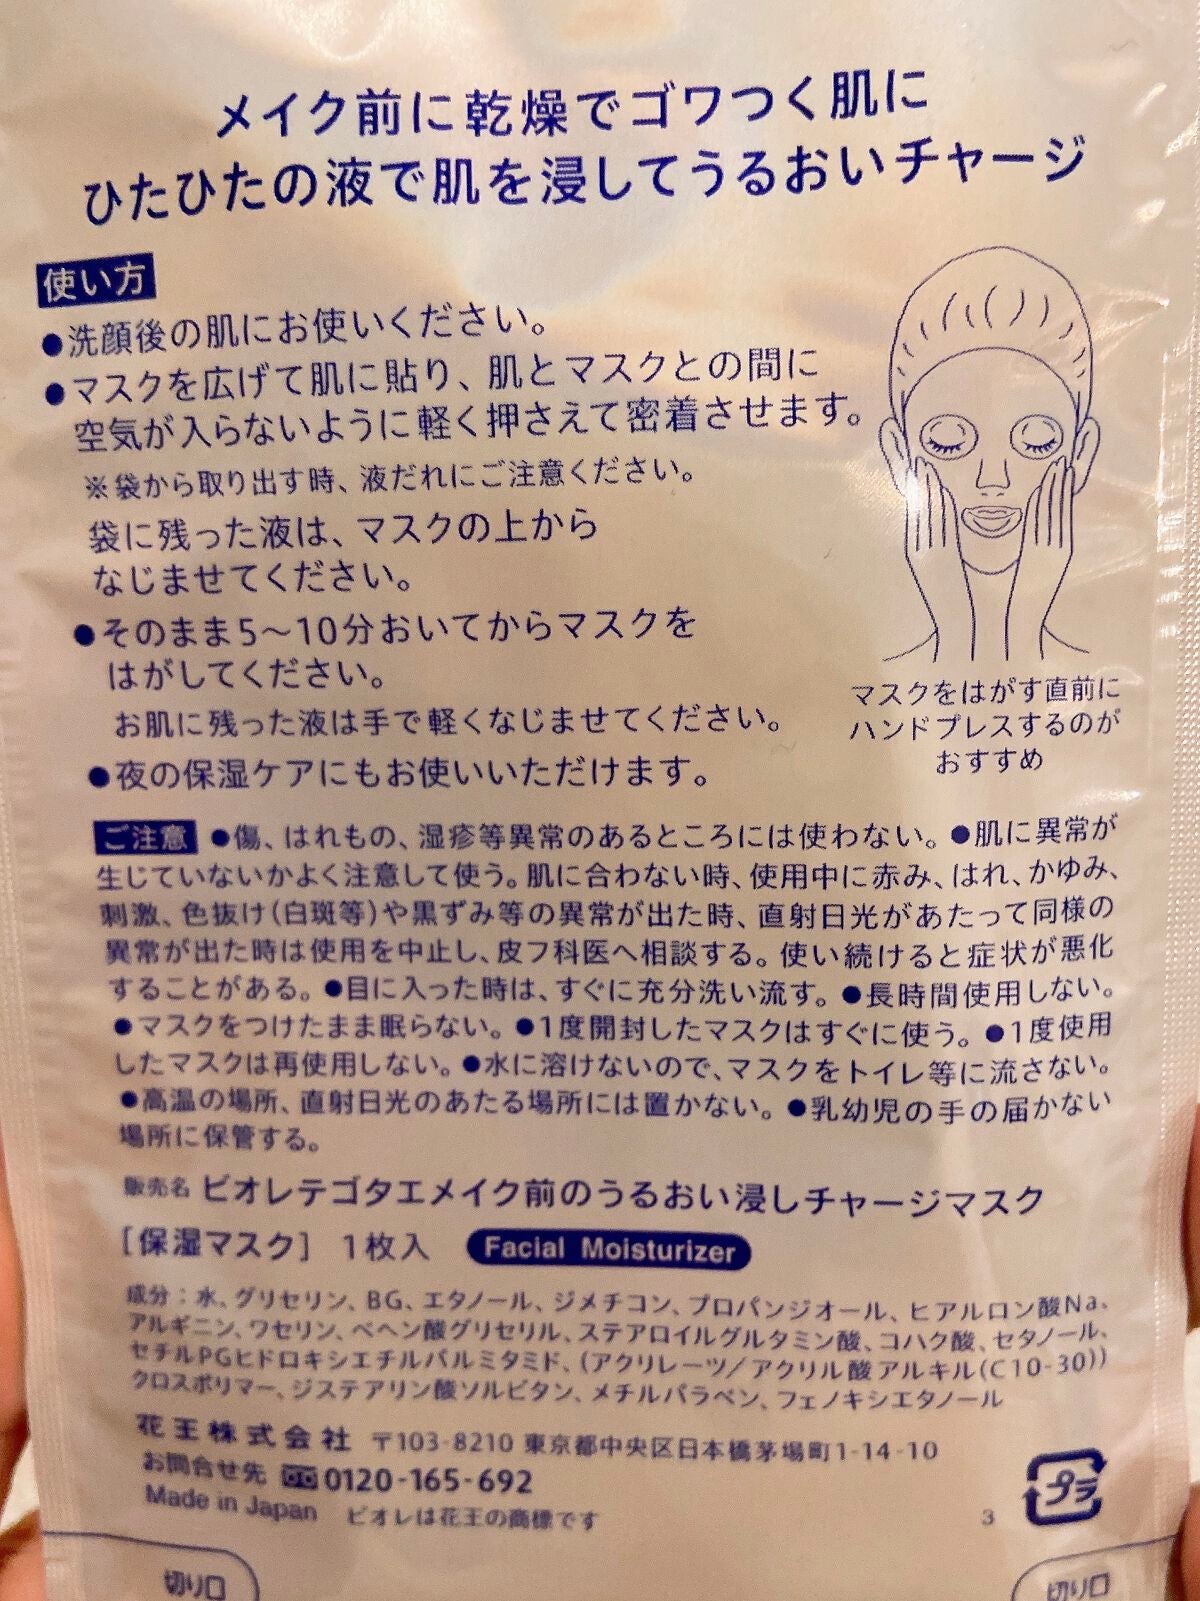 メイク前に乾燥でゴワつく肌に
ひたひたの液で肌を浸してうるおいチャージ
使い方
●洗顔後の肌にお使いください。
●マスクを広げて肌に貼り、肌とマスクとの間に
空気が入らないように軽く押さえて密着させます。
※袋から取り出す時、液だれにご注意ください。
袋に残った液は、マスクの上から
なじませてください。
●そのまま5〜10分おいてからマスクを
はがしてください。
お肌に残った液は手で軽くなじませてください。
●夜の保湿ケアにもお使いいただけます。
マスクをはがす直前に
ハンドプレスするのが
おすすめ
ご注意 ●傷、はれもの、湿疹等異常のあるところには使わない。●肌に異常が
生じていないかよく注意して使う。肌に合わない時、使用中に赤み、はれ、かゆみ、
刺激、色抜け(白斑等)や黒ずみ等の異常が出た時、直射日光があたって同様の
異常が出た時は使用を中止し、皮フ科医へ相談する。使い続けると症状が悪化
することがある。●目に入った時は、すぐに充分洗い流す。●長時間使用しない。
●マスクをつけたまま眠らない。●1度開封したマスクはすぐに使う。●1度使用
したマスクは再使用しない。●水に溶けないので、マスクをトイレ等に流さない。
●高温の場所、直射日光のあたる場所には置かない。●乳幼児の手の届かない
場所に保管する。
販売名 ビオレテゴタエメイク前のうるおい浸しチャージマスク
[保湿マスク] 1枚入 Facial Moisturizer
成分：水、グリセリン、BG、エタノール、ジメチコン、プロパンジオール、ヒアルロン酸Na、
アルギニン、ワセリン、ベヘン酸グリセリル、ステアロイルグルタミン酸、コハク酸、セタノール、
セチルPGヒドロキシエチルパルミタミド、(アクリレーツ/アクリル酸アルキル(C10-30))
クロスポリマー、ジステアリン酸ソルビタン、メチルパラベン、フェノキシエタノール
花王株式会社 〒103-8210 東京都中央区日本橋茅場町1-14-10
お問合せ先 0120-165-692
Made in Japan ビオレは花王の商標です
3
プラ
切り口
切り口